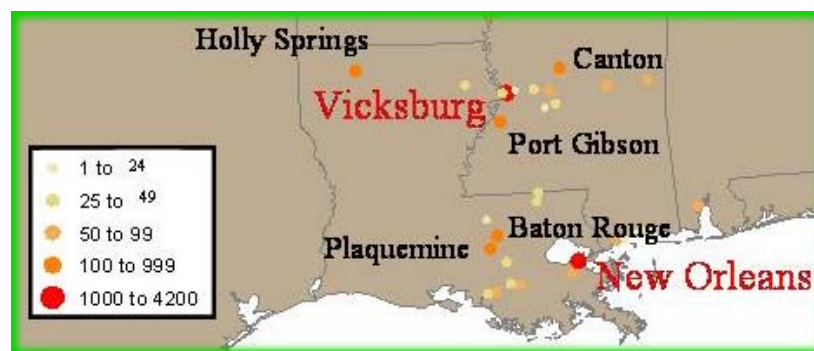 Holly Springs
Canton
Vicksburg
Port Gibson
1 to 24
25 to 49
50 to 99
100 to 999
1000 to 4200
Baton Rouge
Plaquemine
New Orleans